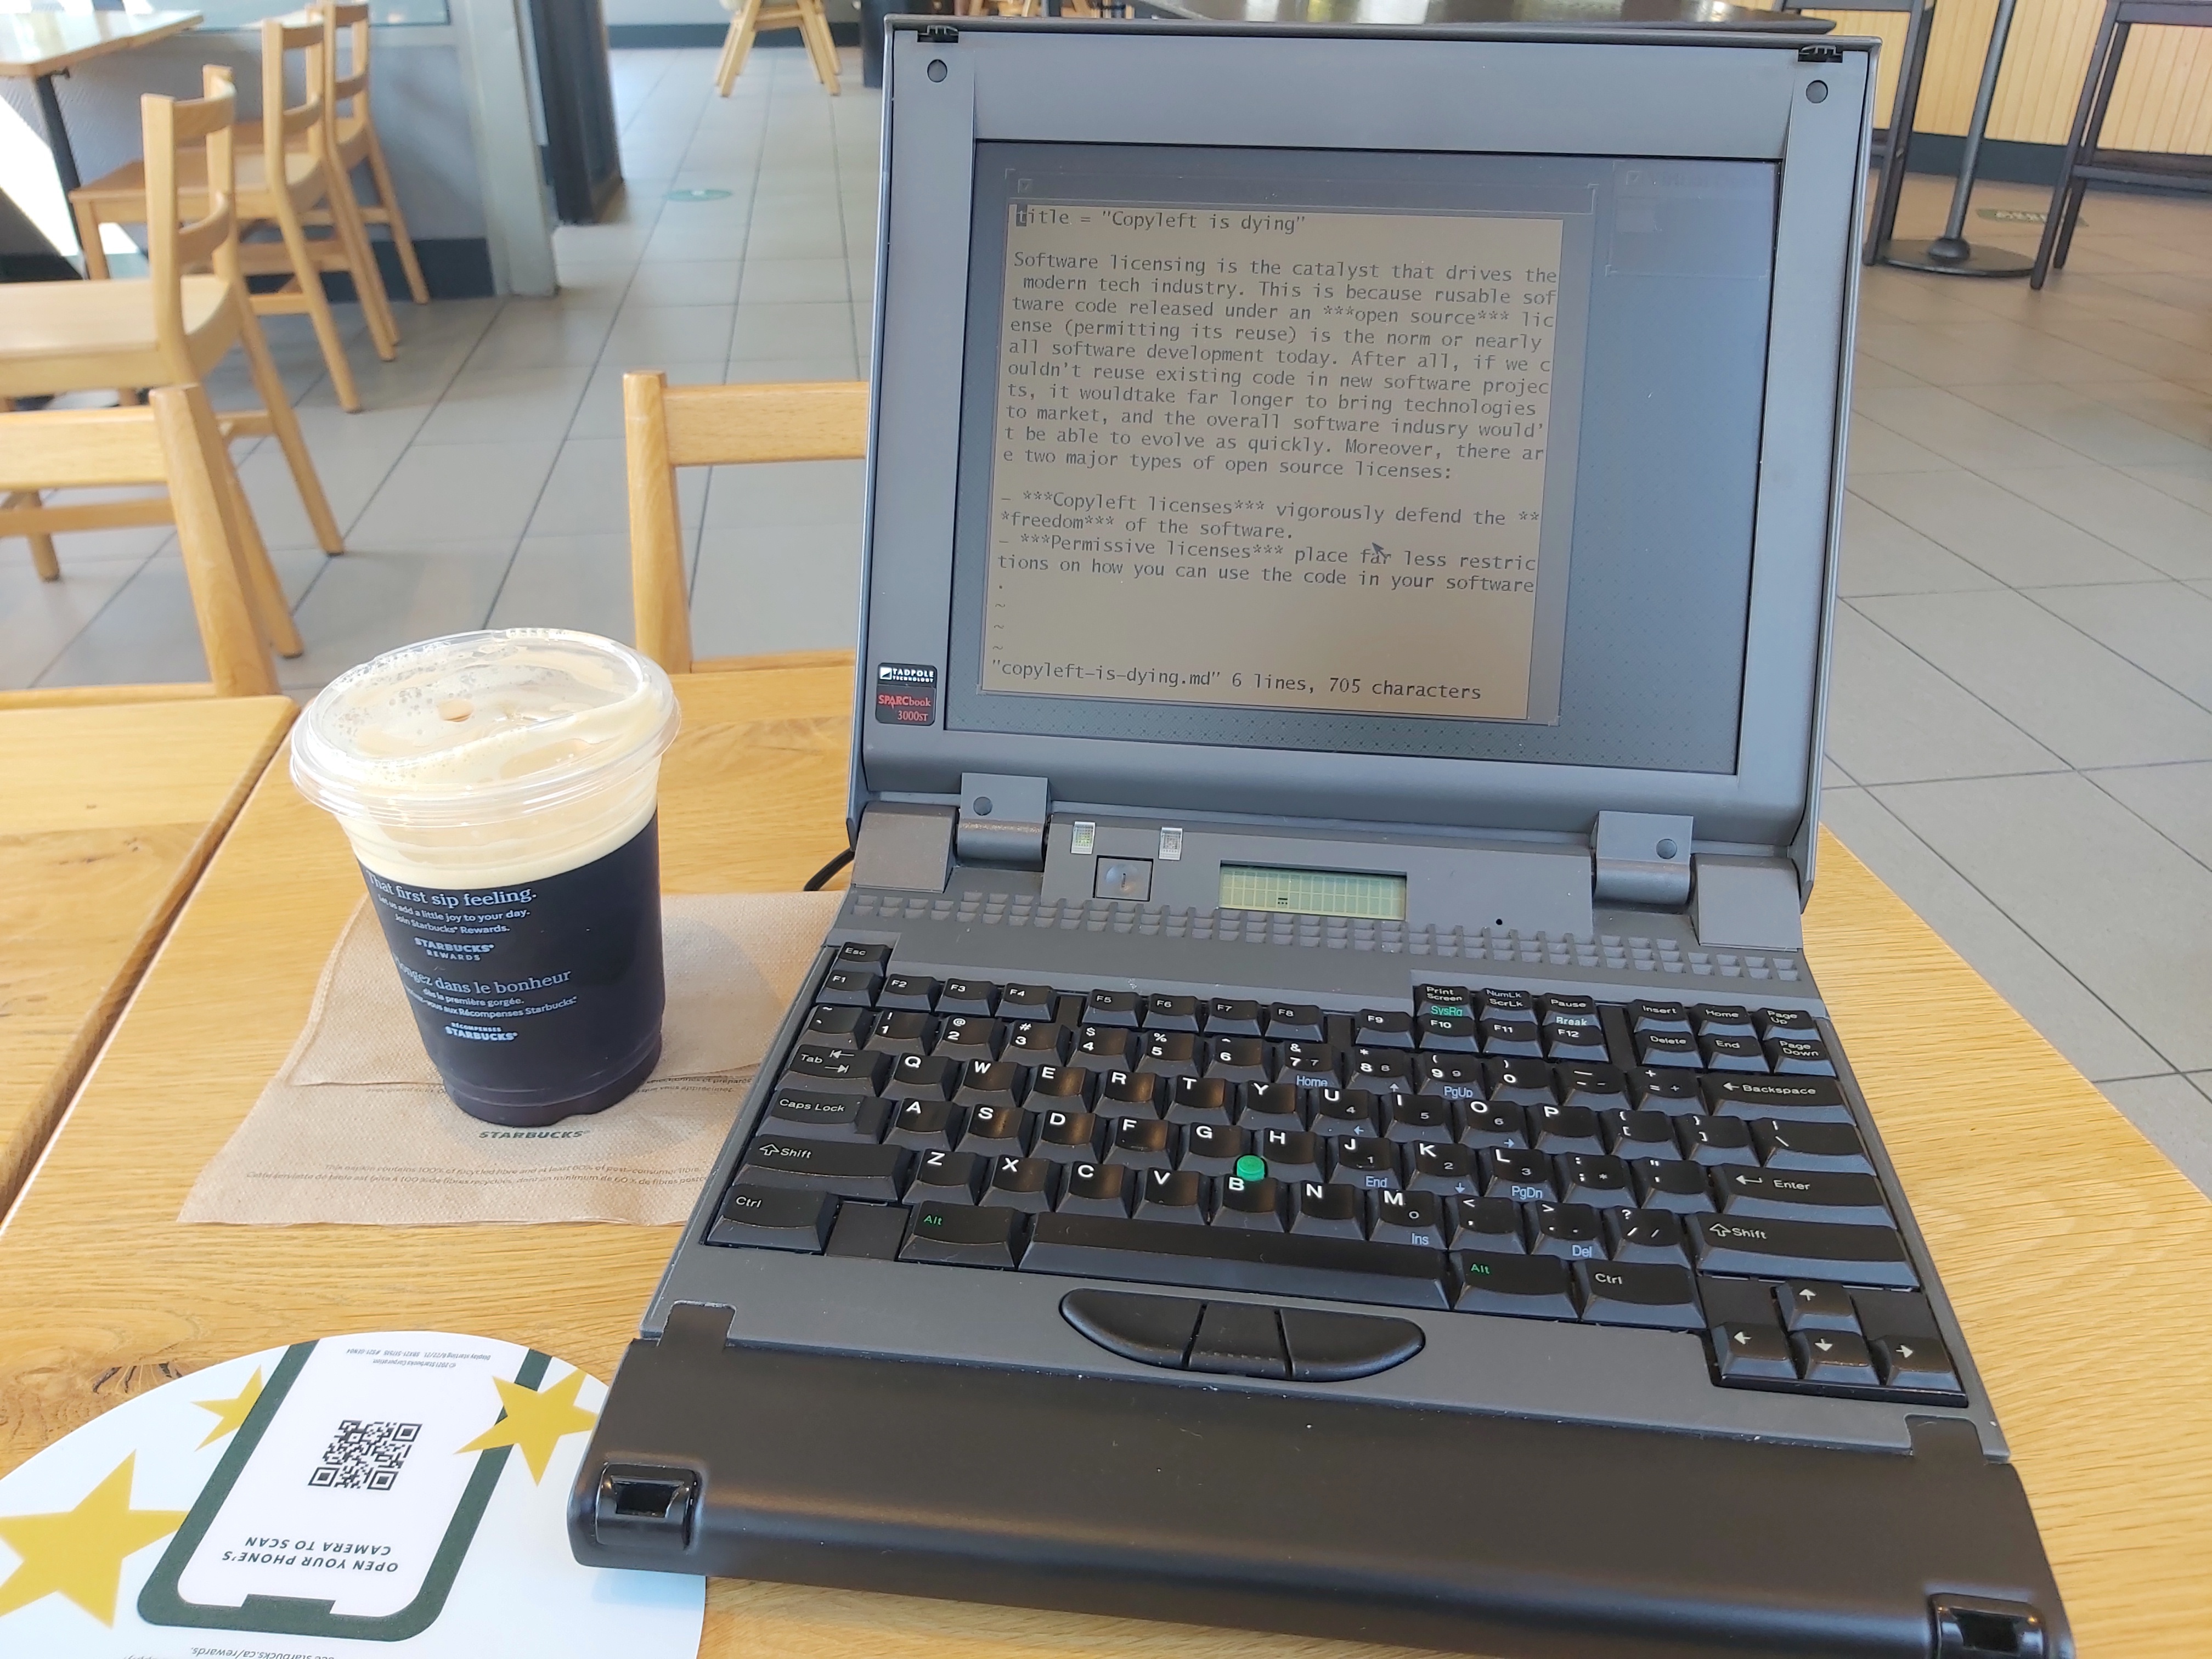 title = "Copyleft is dying"
Software licensing is the catalyst that drives the
modern tech industry. This is because rusable sof
tware code released under an ***open source*** lic
ense (permitting its reuse) is the norm or nearly
all software development today. After all, if we c
ouldn't reuse existing code in new software projec
ts, it wouldtake far longer to bring technologies
to market, and the overall software indusry would'
t be able to evolve as quickly. Moreover, there ar
e two major types of open source licenses:
- ***Copyleft licenses*** vigorously defend the **
*freedom*** of the software.
- ***Permissive licenses*** place far less restric
tions on how you can use the code in your software
.
~
~
~
"copyleft-is-dying.md" 6 lines, 705 characters
TADPOLE
TECHNOLOGY
SPARCbook
3000ST
That first sip feeling.
Let us add a little joy to your day.
Join Starbucks® Rewards.
STARBUCKS®
REWARDS
dans le bonheur
dès la première gorgée.
aux Récompenses Starbucks®
RÉCOMPENSES
STARBUCKS®
STARBUCKS®
Esc
F1 F2 F3 F4 F5 F6 F7 F8 F9 F10 F11 F12
Print Screen SysRq NumLk ScrLk Pause Break Insert Home Page Up
Delete End Page Down
~ ` ! 1 @ 2 # 3 $ 4 % 5 ^ 6 & 7 7 * 8 8 ( 9 9 ) 0 — - - + = + Backspace
Tab Q W E R T Y U 4 I 5 O 6 P { [ } ] | \
Home ↑ PgUp
Caps Lock A S D F G H J 1 K 2 L 3 : ; * " ' Enter
← →
Shift Z X C V B N M 0 < , > . . ? / / Shift
End ↓ PgDn
Ctrl Alt Alt Ctrl
Ins Del
↑
← ↓ →
OPEN YOUR PHONE'S
CAMERA TO SCAN
starbucks.ca/rewards.